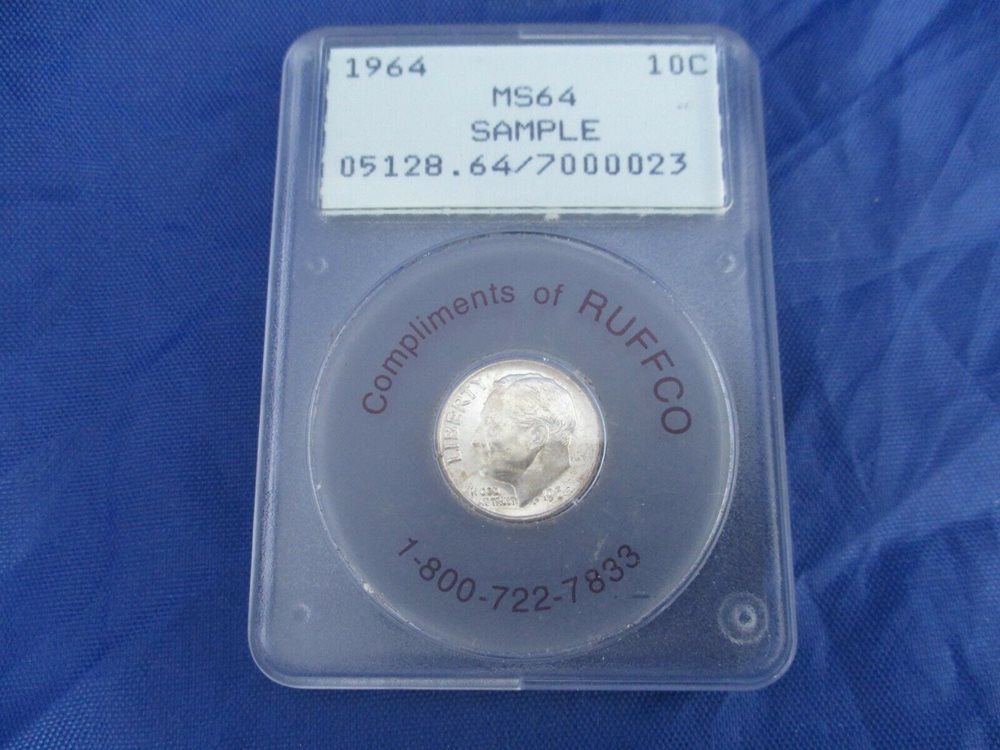 1964 10C
MS64
SAMPLE
05128.64/7000023
Compliments of RUFFCO
LIBERTY
1-800-722-7833